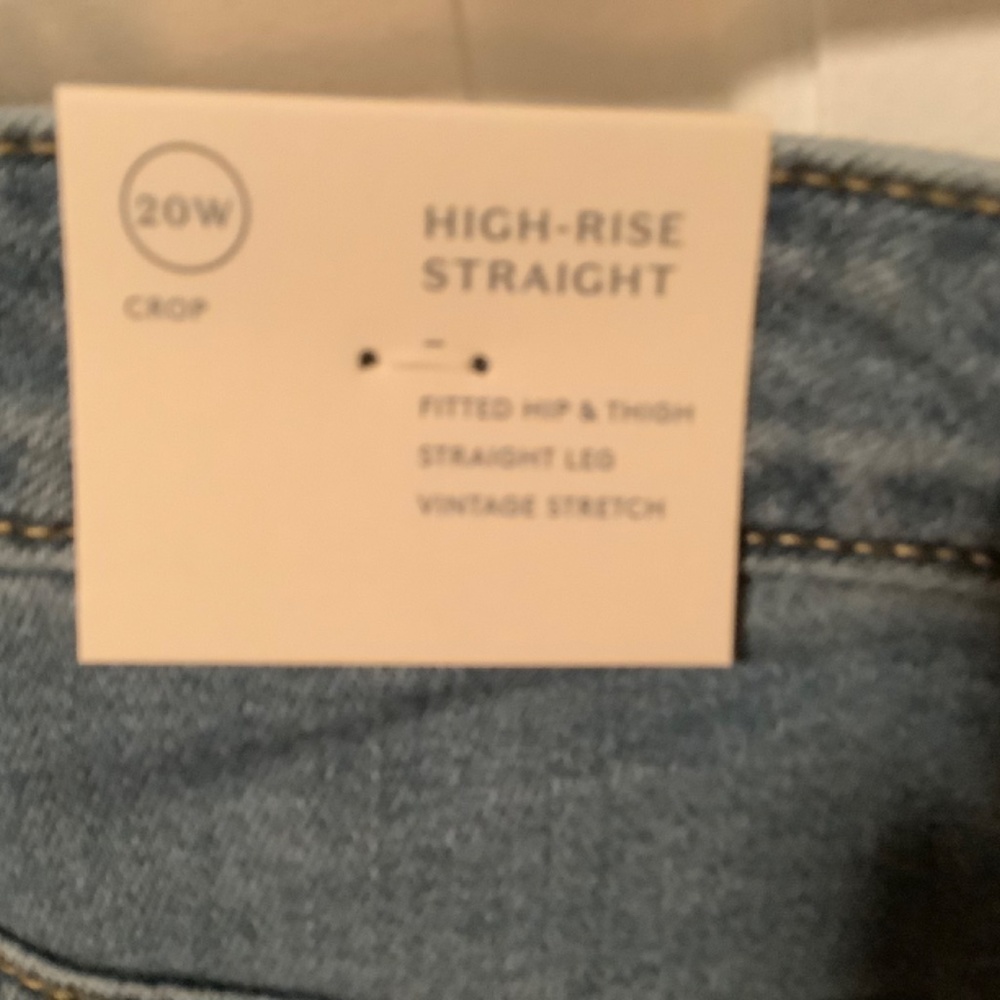 20W
CROP
HIGH-RISE
STRAIGHT
–
FITTED HIP & THIGH
STRAIGHT LEG
VINTAGE STRETCH